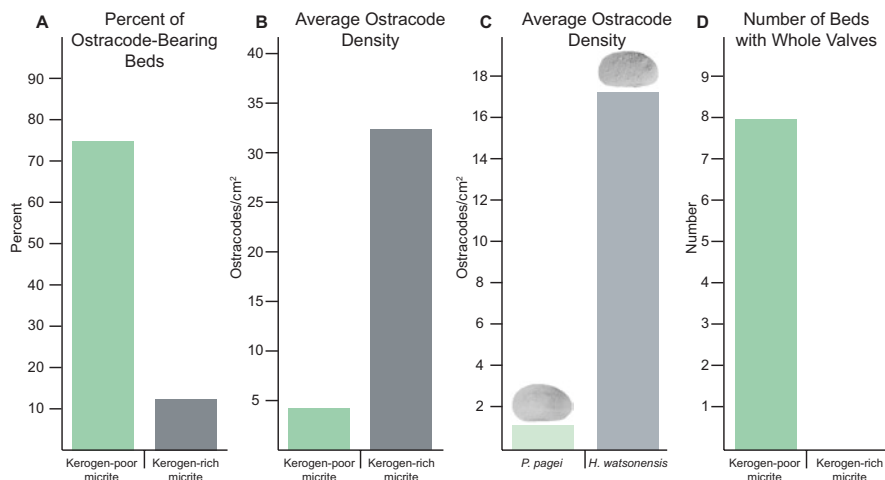 A
Percent of
Ostracode-Bearing
Beds
Percent
90
80
70
60
50
40
30
20
10
Kerogen-poor
micrite
Kerogen-rich
micrite
B
Average Ostracode
Density
Ostracodes/cm²
40
35
30
25
20
15
10
5
Kerogen-poor
micrite
Kerogen-rich
micrite
C
Average Ostracode
Density
Ostracodes/cm²
18
16
14
12
10
8
6
4
2
P. pagei
H. watsonensis
D
Number of Beds
with Whole Valves
Number
9
8
7
6
5
4
3
2
1
Kerogen-poor
micrite
Kerogen-rich
micrite